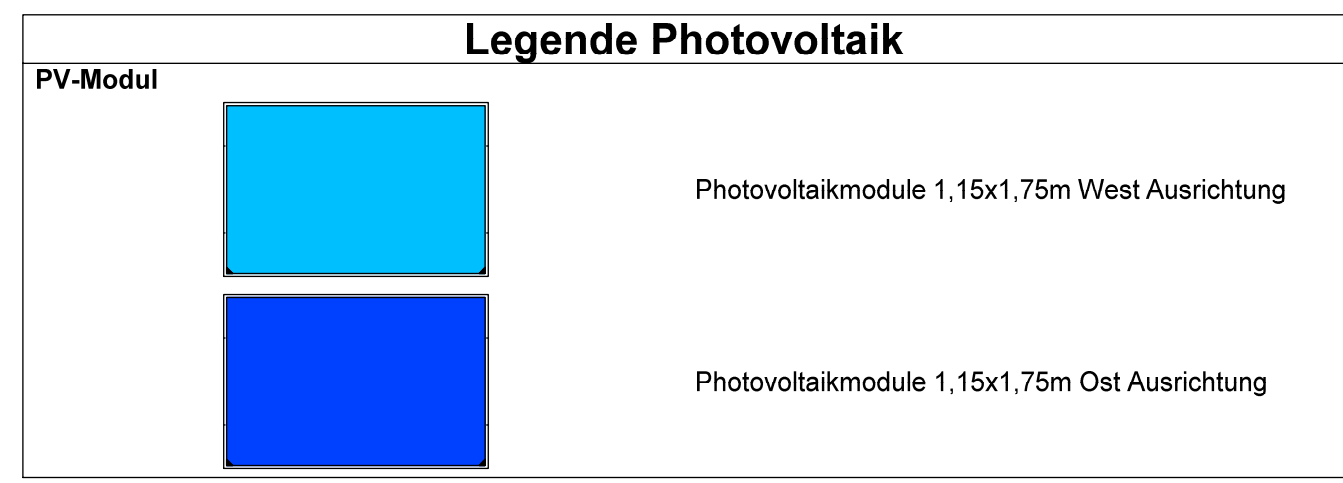 Legende Photovoltaik
PV-Modul
Photovoltaikmodule 1,15x1,75m West Ausrichtung
Photovoltaikmodule 1,15x1,75m Ost Ausrichtung